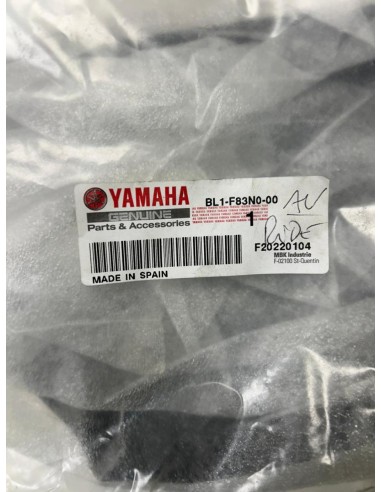 YAMAHA
BL1-F83N0-00
GENUINE
1
Parts & Accessories
F20220104
MBK Industrie
F-02100 St-Quentin
MADE IN SPAIN